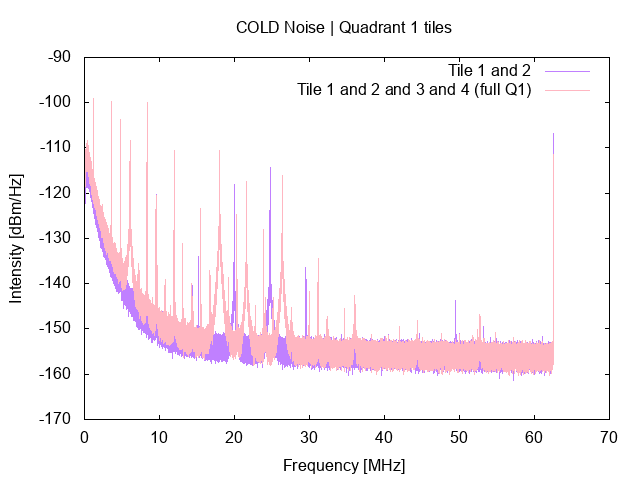 COLD Noise | Quadrant 1 tiles
Tile 1 and 2
Tile 1 and 2 and 3 and 4 (full Q1)
Intensity [dBm/Hz]
-90
-100
-110
-120
-130
-140
-150
-160
-170
0 10 20 30 40 50 60 70
Frequency [MHz]